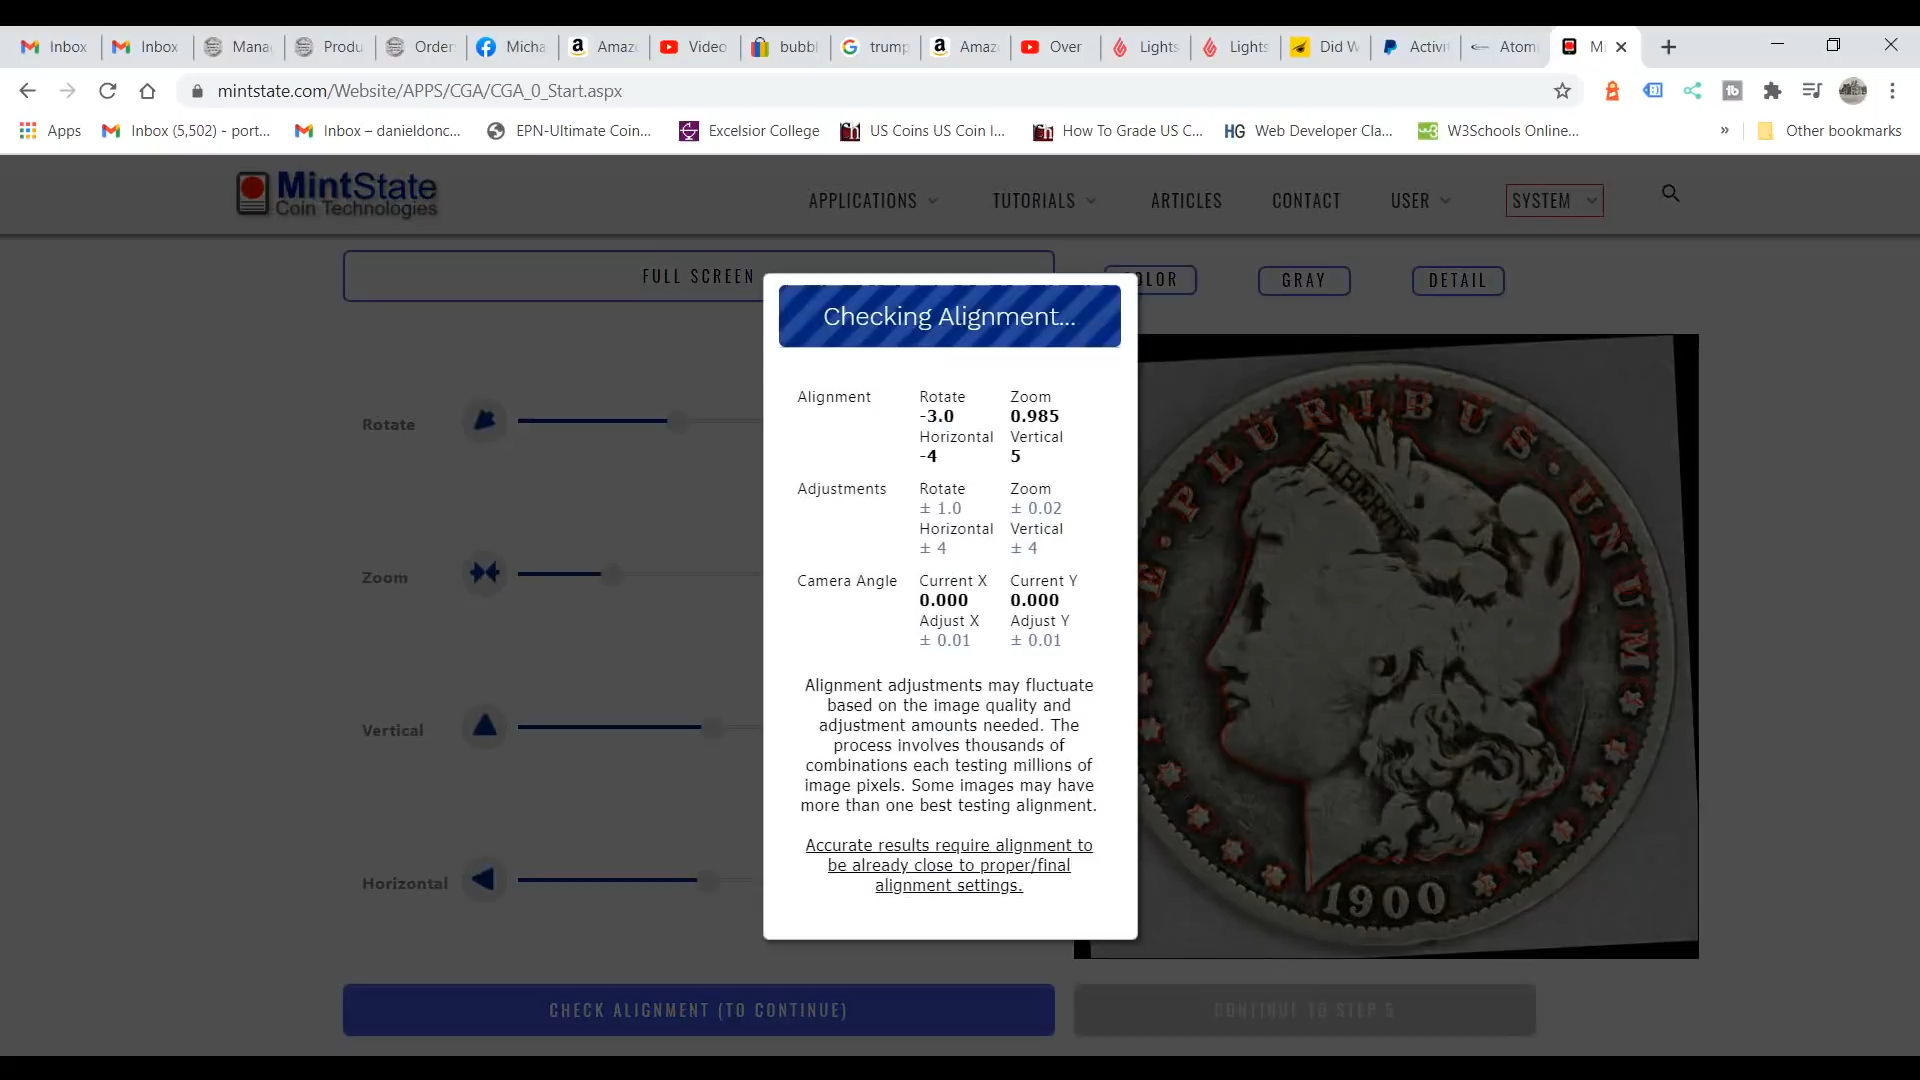 Inbox
Inbox
Mana
Produ
Order
Micha
Amaz
Video
bubbl
trump
Amaz
Over
Lights
Lights
Did W
Activit
Atom
Mi
mintstate.com/Website/APPS/CGA/CGA_0_Start.aspx
Apps
Inbox (5,502) - port...
Inbox – danieldonc...
EPN-Ultimate Coin...
Excelsior College
US Coins US Coin I...
How To Grade US C...
HG Web Developer Cla...
W3Schools Online...
»
Other bookmarks
MintState
Coin Technologies
APPLICATIONS
TUTORIALS
ARTICLES
CONTACT
USER
SYSTEM
FULL SCREEN
OLOR
GRAY
DETAIL
Checking Alignment...
Alignment
Rotate
Zoom
-3.0
0.985
Horizontal
Vertical
-4
5
Adjustments
Rotate
Zoom
± 1.0
± 0.02
Horizontal
Vertical
± 4
± 4
Camera Angle
Current X
Current Y
0.000
0.000
Adjust X
Adjust Y
± 0.01
± 0.01
Alignment adjustments may fluctuate
based on the image quality and
adjustment amounts needed. The
process involves thousands of
combinations each testing millions of
image pixels. Some images may have
more than one best testing alignment.
Accurate results require alignment to
be already close to proper/final
alignment settings.
Rotate
Zoom
Vertical
Horizontal
E · PLURIBUS · UNUM
LIBERTY
1900
CHECK ALIGNMENT (TO CONTINUE)
CONTINUE TO STEP 5